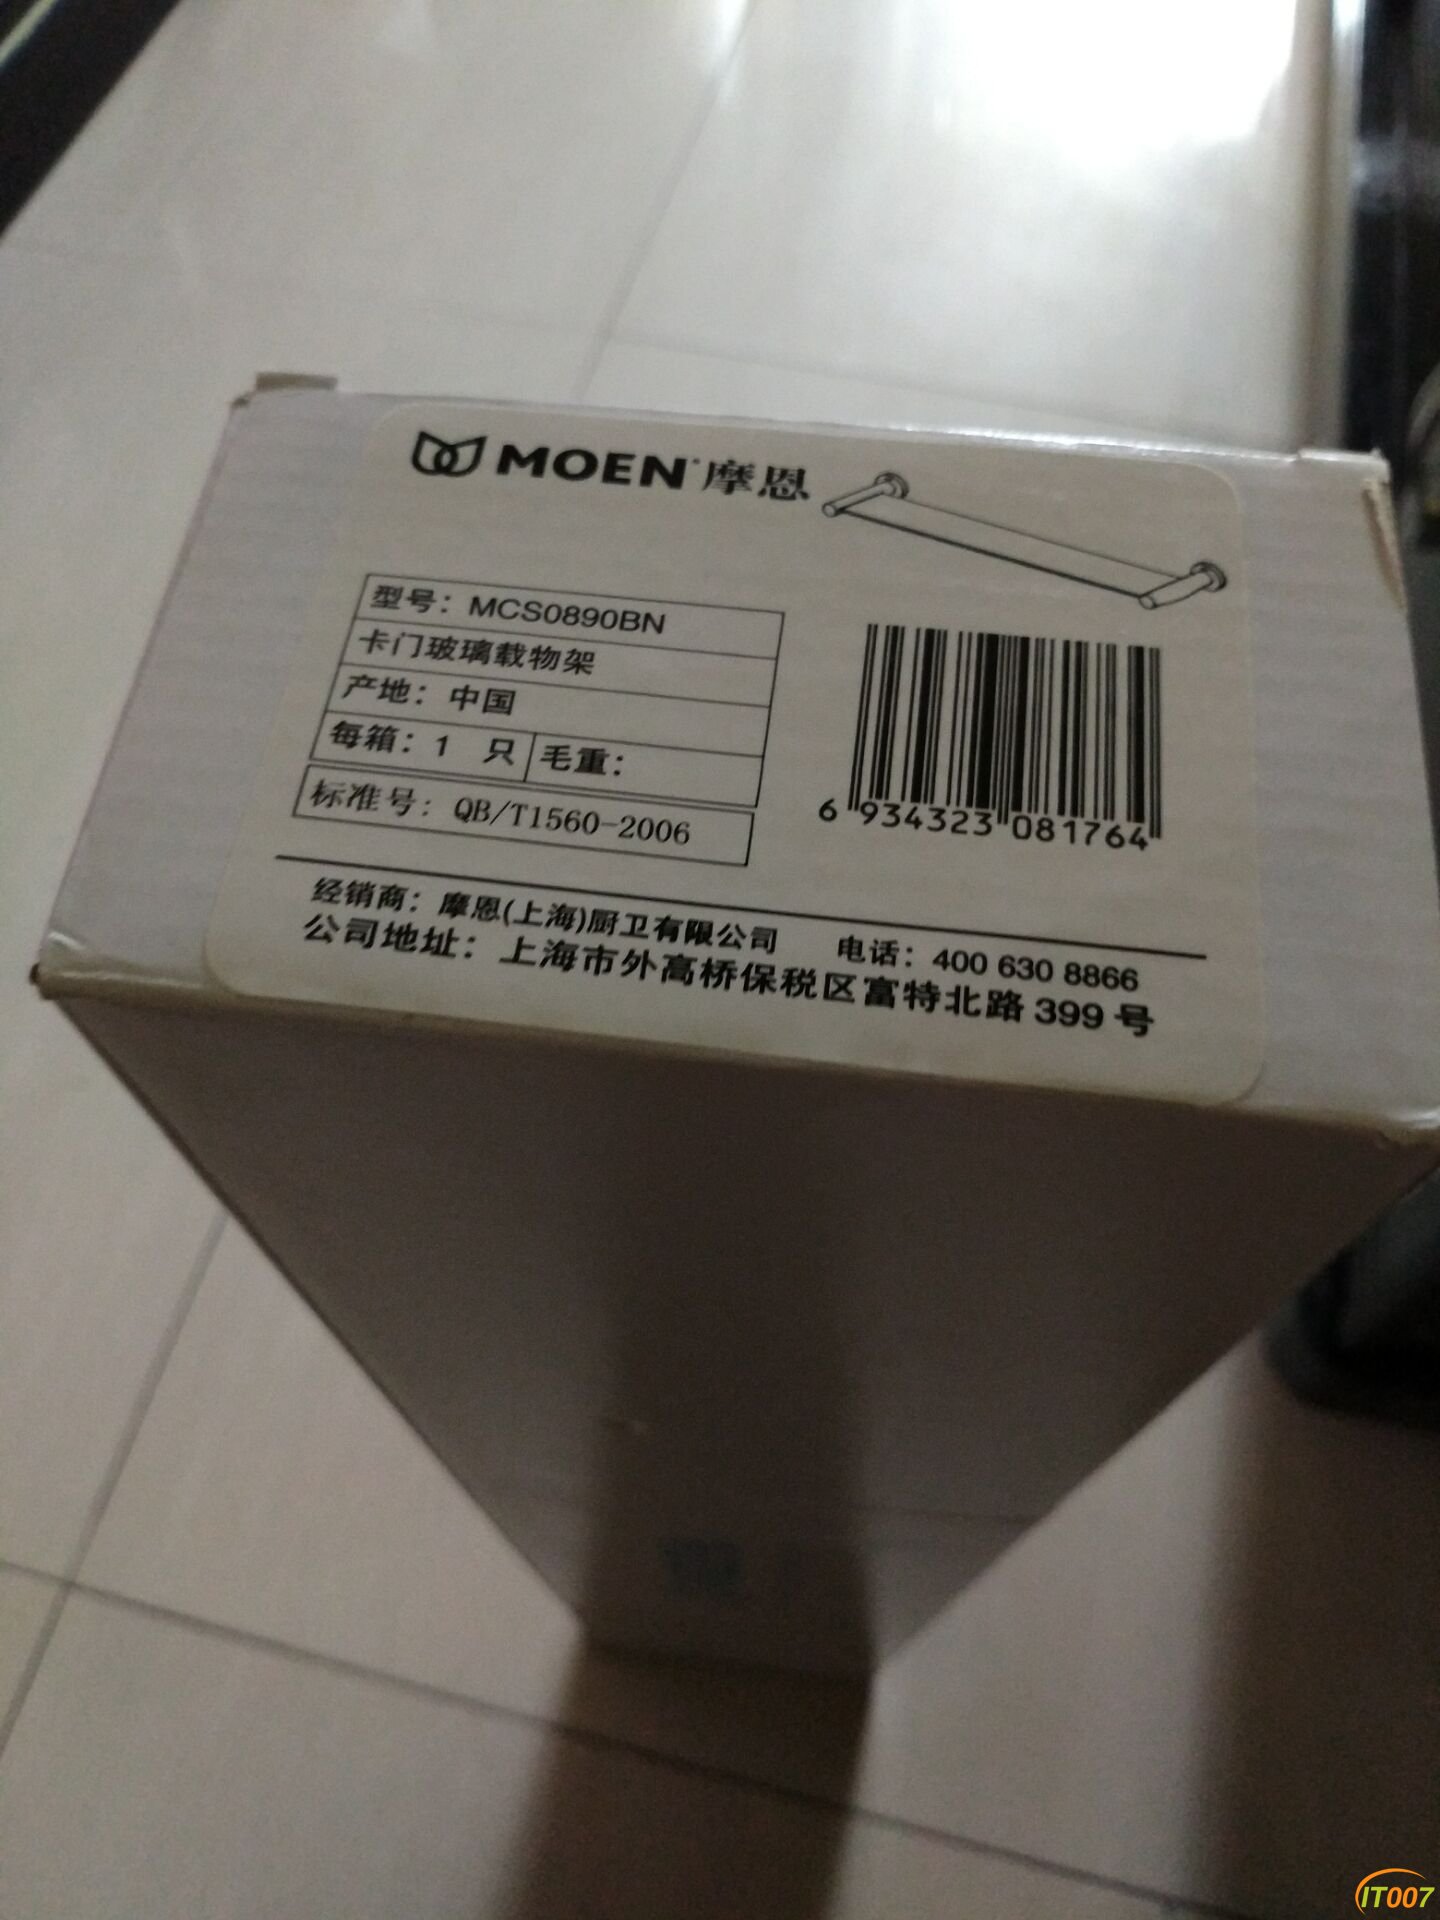 MOEN 摩恩
型号：MCS0890BN
卡门玻璃载物架
产地：中国
每箱：1 只 毛重：
标准号：QB/T1560-2006
6 934323 081764
经销商：摩恩(上海)厨卫有限公司 电话：400 630 8866
公司地址：上海市外高桥保税区富特北路 399 号
IT007